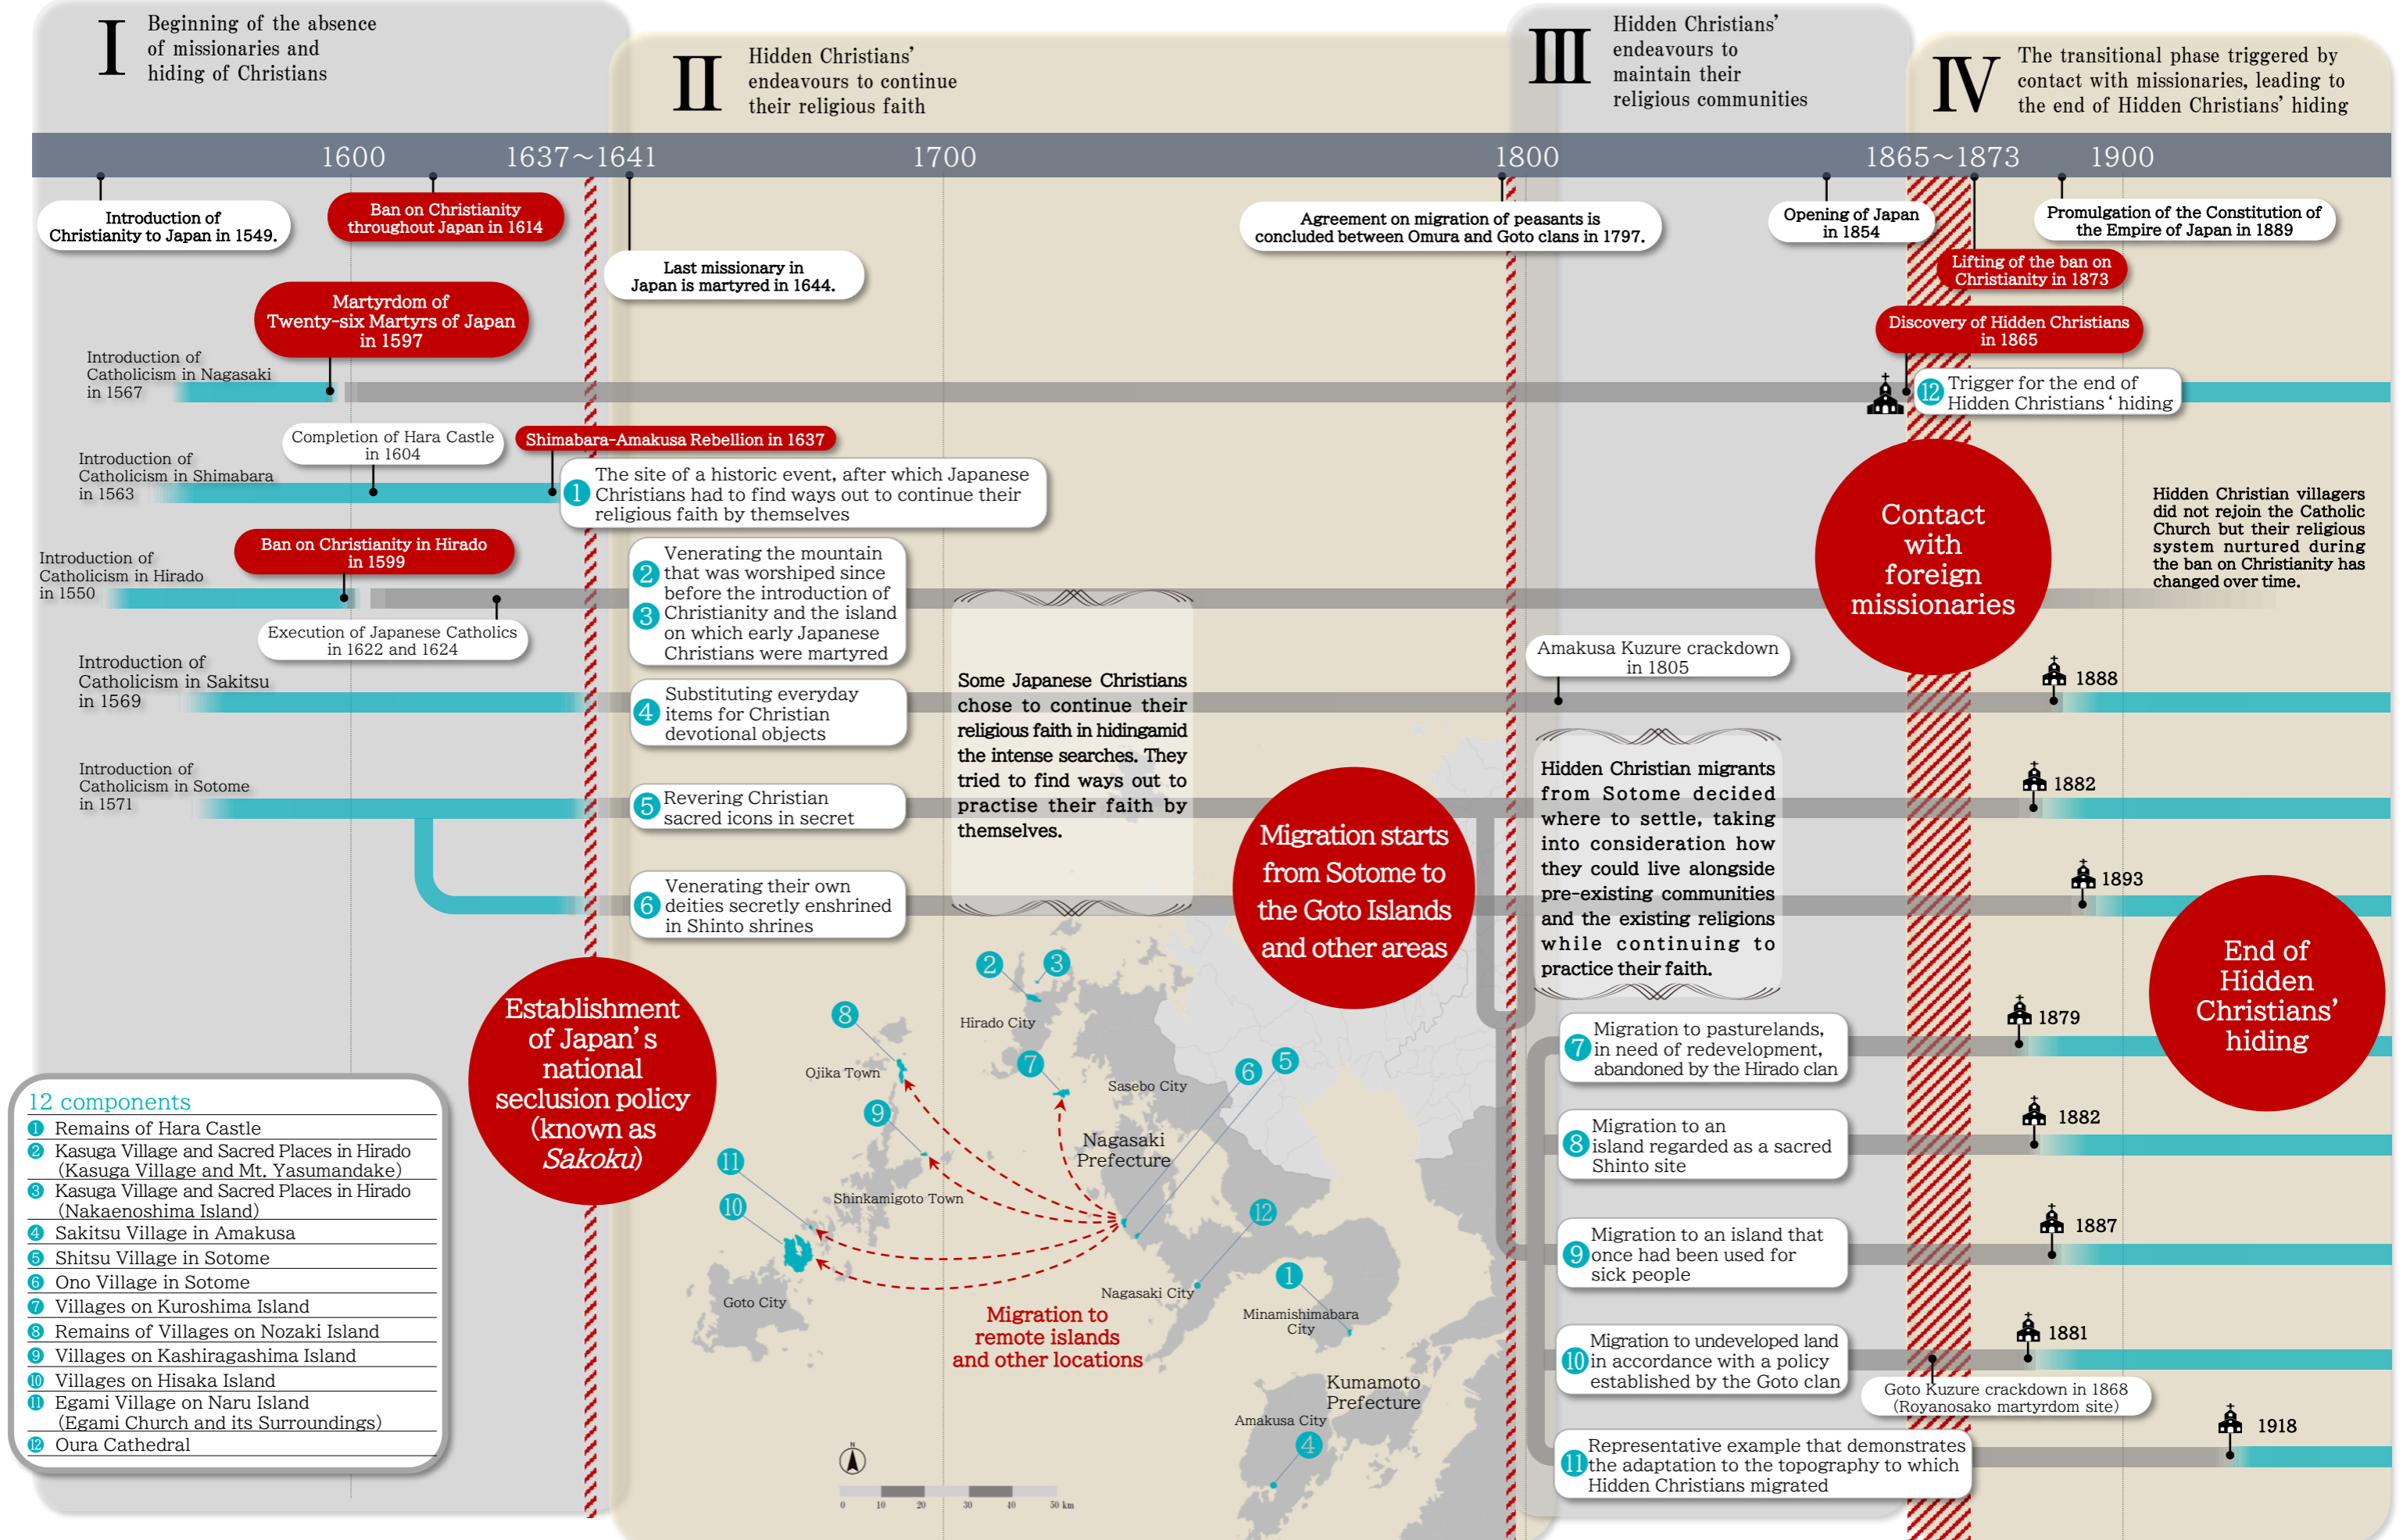 I
Beginning of the absence
of missionaries and
hiding of Christians
II
Hidden Christians’
endeavours to continue
their religious faith
III
Hidden Christians’
endeavours to
maintain their
religious communities
IV
The transitional phase triggered by
contact with missionaries, leading to
the end of Hidden Christians’ hiding
1600
1637～1641
1700
1800
1865～1873
1900
Introduction of
Christianity to Japan in 1549.
Ban on Christianity
throughout Japan in 1614
Last missionary in
Japan is martyred in 1644.
Agreement on migration of peasants is
concluded between Omura and Goto clans in 1797.
Opening of Japan
in 1854
Promulgation of the Constitution of
the Empire of Japan in 1889
Lifting of the ban on
Christianity in 1873
Martyrdom of
Twenty-six Martyrs of Japan
in 1597
Discovery of Hidden Christians
in 1865
Introduction of
Catholicism in Nagasaki
in 1567
12 Trigger for the end of
Hidden Christians ‘ hiding
Completion of Hara Castle
in 1604
Shimabara-Amakusa Rebellion in 1637
Introduction of
Catholicism in Shimabara
in 1563
1 The site of a historic event, after which Japanese
Christians had to find ways out to continue their
religious faith by themselves
Contact
with
foreign
missionaries
Hidden Christian villagers
did not rejoin the Catholic
Church but their religious
system nurtured during
the ban on Christianity has
changed over time.
Ban on Christianity in Hirado
in 1599
Introduction of
Catholicism in Hirado
in 1550
Execution of Japanese Catholics
in 1622 and 1624
2
3
Venerating the mountain
that was worshiped since
before the introduction of
Christianity and the island
on which early Japanese
Christians were martyred
Introduction of
Catholicism in Sakitsu
in 1569
4 Substituting everyday
items for Christian
devotional objects
Some Japanese Christians
chose to continue their
religious faith in hidingamid
the intense searches. They
tried to find ways out to
practise their faith by
themselves.
Amakusa Kuzure crackdown
in 1805
1888
Introduction of
Catholicism in Sotome
in 1571
5 Revering Christian
sacred icons in secret
1882
6 Venerating their own
deities secretly enshrined
in Shinto shrines
1893
Migration starts
from Sotome to
the Goto Islands
and other areas
Hidden Christian migrants
from Sotome decided
where to settle, taking
into consideration how
they could live alongside
pre-existing communities
and the existing religions
while continuing to
practice their faith.
End of
Hidden
Christians’
hiding
Establishment
of Japan’s
national
seclusion policy
(known as
Sakoku)
7 Migration to pasturelands,
in need of redevelopment,
abandoned by the Hirado clan
1879
8 Migration to an
island regarded as a sacred
Shinto site
1882
9 Migration to an island that
once had been used for
sick people
1887
10 Migration to undeveloped land
in accordance with a policy
established by the Goto clan
1881
Goto Kuzure crackdown in 1868
(Royanosako martyrdom site)
11 Representative example that demonstrates
the adaptation to the topography to which
Hidden Christians migrated
1918
2
3
Hirado City
8
Ojika Town
7
Sasebo City
6
5
9
Nagasaki
Prefecture
11
Shinkamigoto Town
10
12
Goto City
Nagasaki City
1
Minamishimabara
City
Migration to
remote islands
and other locations
Kumamoto
Prefecture
Amakusa City
4
N
0 10 20 30 40 50 km
12 components
1 Remains of Hara Castle
2 Kasuga Village and Sacred Places in Hirado
(Kasuga Village and Mt. Yasumandake)
3 Kasuga Village and Sacred Places in Hirado
(Nakaenoshima Island)
4 Sakitsu Village in Amakusa
5 Shitsu Village in Sotome
6 Ono Village in Sotome
7 Villages on Kuroshima Island
8 Remains of Villages on Nozaki Island
9 Villages on Kashiragashima Island
10 Villages on Hisaka Island
11 Egami Village on Naru Island
(Egami Church and its Surroundings)
12 Oura Cathedral